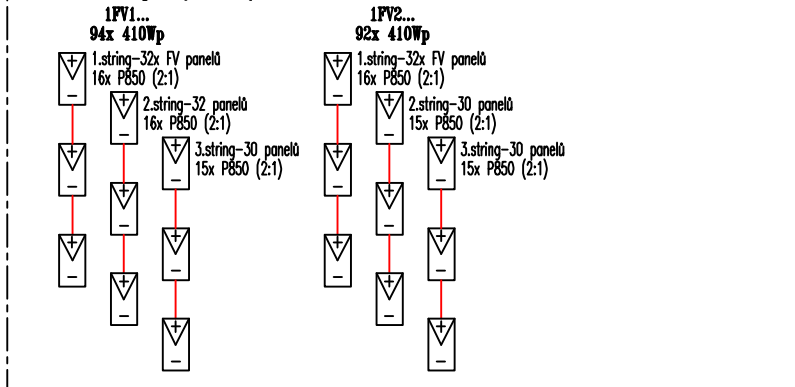 1FV1...
94x 410Wp
1.string-32x FV panelů
16x P850 (2:1)
2.string-32 panelů
16x P850 (2:1)
3.string-30 panelů
15x P850 (2:1)
1FV2...
92x 410Wp
1.string-32x FV panelů
16x P850 (2:1)
2.string-30 panelů
15x P850 (2:1)
3.string-30 panelů
15x P850 (2:1)